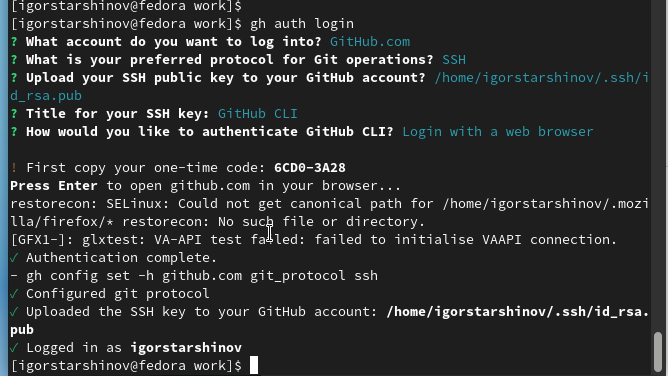 [igorstarshinov@fedora work]$
[igorstarshinov@fedora work]$ gh auth login
? What account do you want to log into? GitHub.com
? What is your preferred protocol for Git operations? SSH
? Upload your SSH public key to your GitHub account? /home/igorstarshinov/.ssh/i
d_rsa.pub
? Title for your SSH key: GitHub CLI
? How would you like to authenticate GitHub CLI? Login with a web browser
! First copy your one-time code: 6CD0-3A28
Press Enter to open github.com in your browser...
restorecon: SELinux: Could not get canonical path for /home/igorstarshinov/.mozi
lla/firefox/* restorecon: No such file or directory.
[GFX1-]: glxtest: VA-API test failed: failed to initialise VAAPI connection.
✓ Authentication complete.
- gh config set -h github.com git_protocol ssh
✓ Configured git protocol
✓ Uploaded the SSH key to your GitHub account: /home/igorstarshinov/.ssh/id_rsa.
pub
✓ Logged in as igorstarshinov
[igorstarshinov@fedora work]$